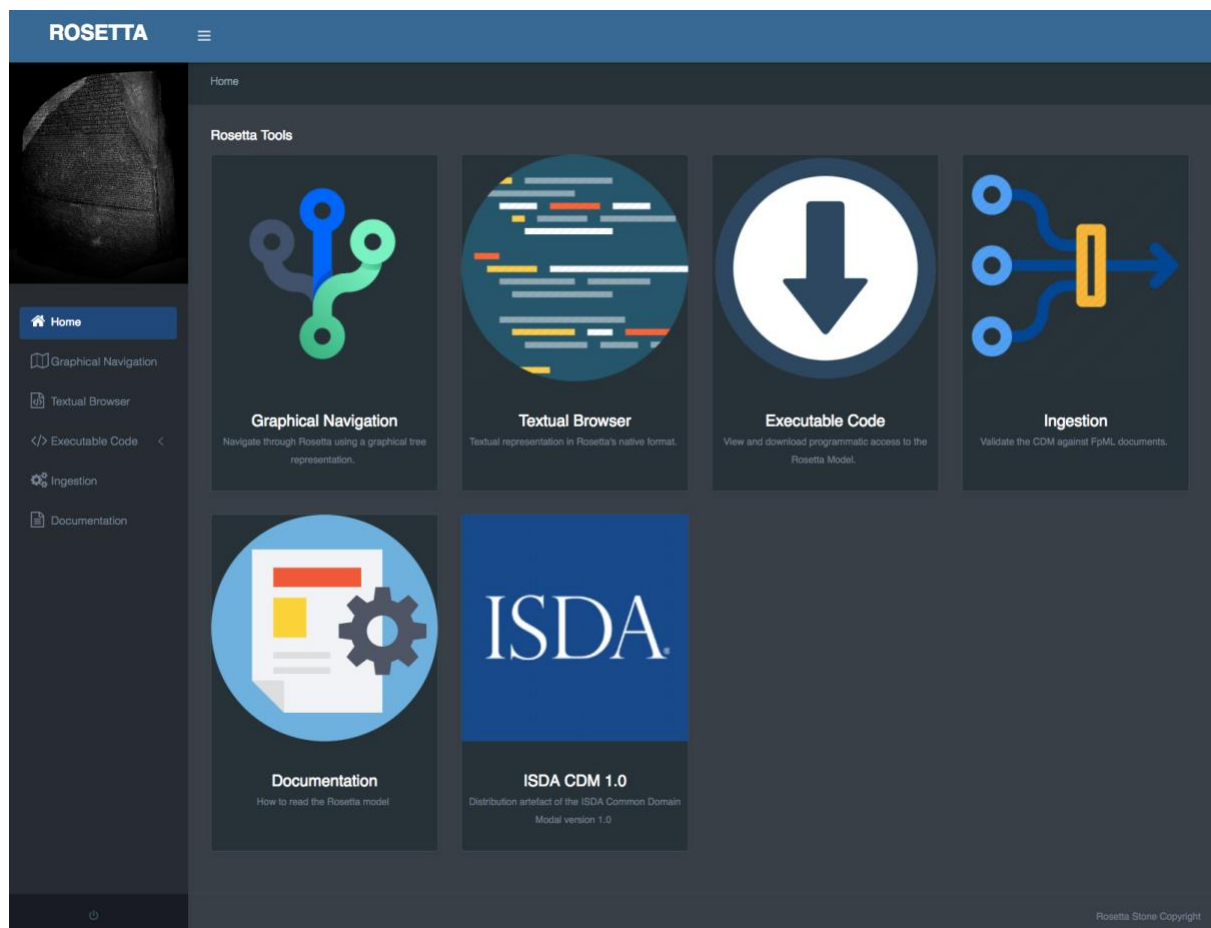 ROSETTA
Home
Rosetta Tools
Home
Graphical Navigation
Textual Browser
</> Executable Code <
Ingestion
Documentation
Graphical Navigation
Navigate through Rosetta using a graphical tree
representation.
Textual Browser
Textual representation in Rosetta's native format.
Executable Code
View and download programmatic access to the
Rosetta Model.
Ingestion
Validate the CDM against FpML documents.
Documentation
How to read the Rosetta model
ISDA.
ISDA CDM 1.0
Distribution artefact of the ISDA Common Domain
Modal version 1.0
Rosetta Stone Copyright